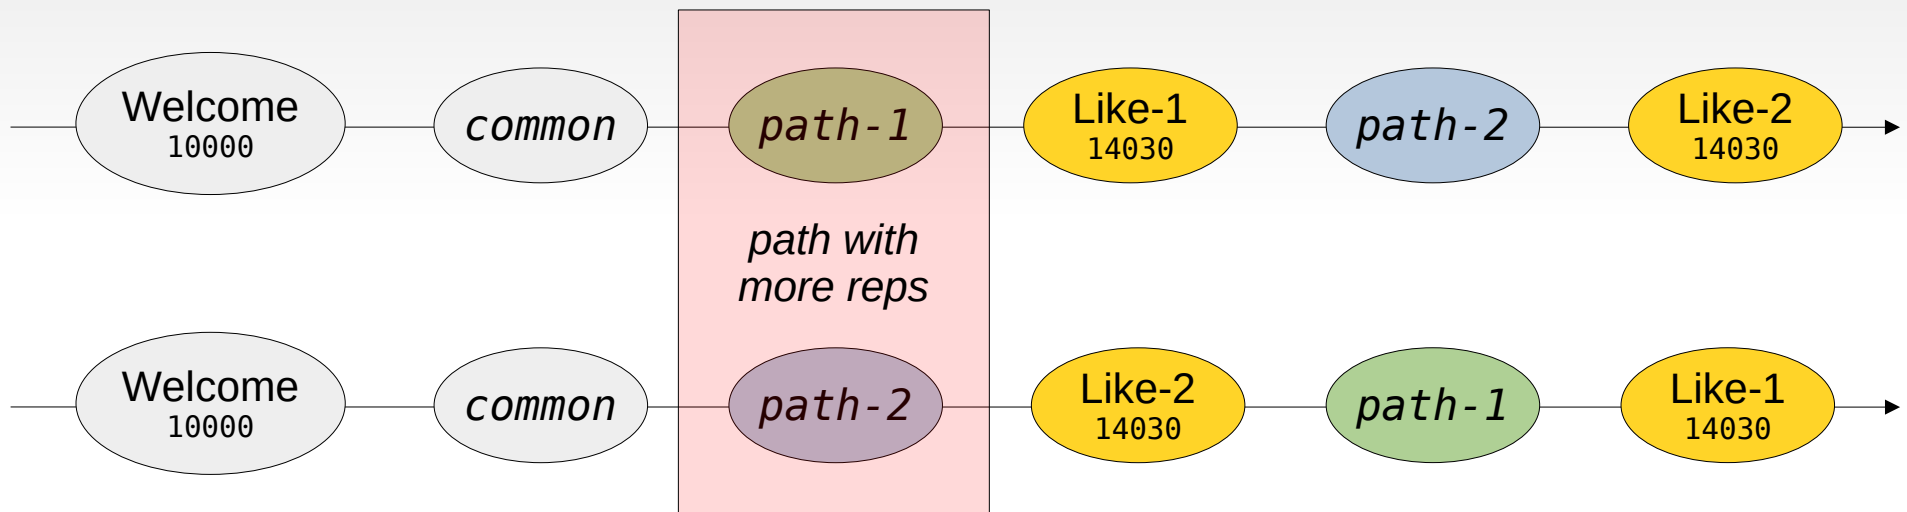 Welcome
10000
common
path-1
Like-1
14030
path-2
Like-2
14030
path with
more reps
Welcome
10000
common
path-2
Like-2
14030
path-1
Like-1
14030